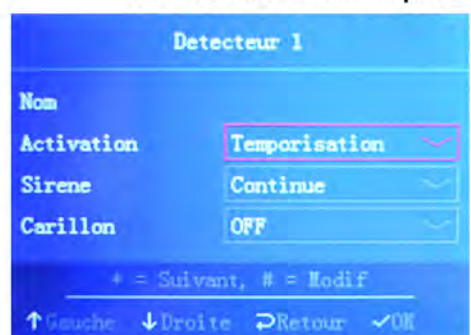 Detecteur 1
Nom
Activation Temporisation
Sirene Continue
Carillon OFF
* = Suivant, # = Modif
↑Gauche ↓Droite ⮌Retour ✓OK